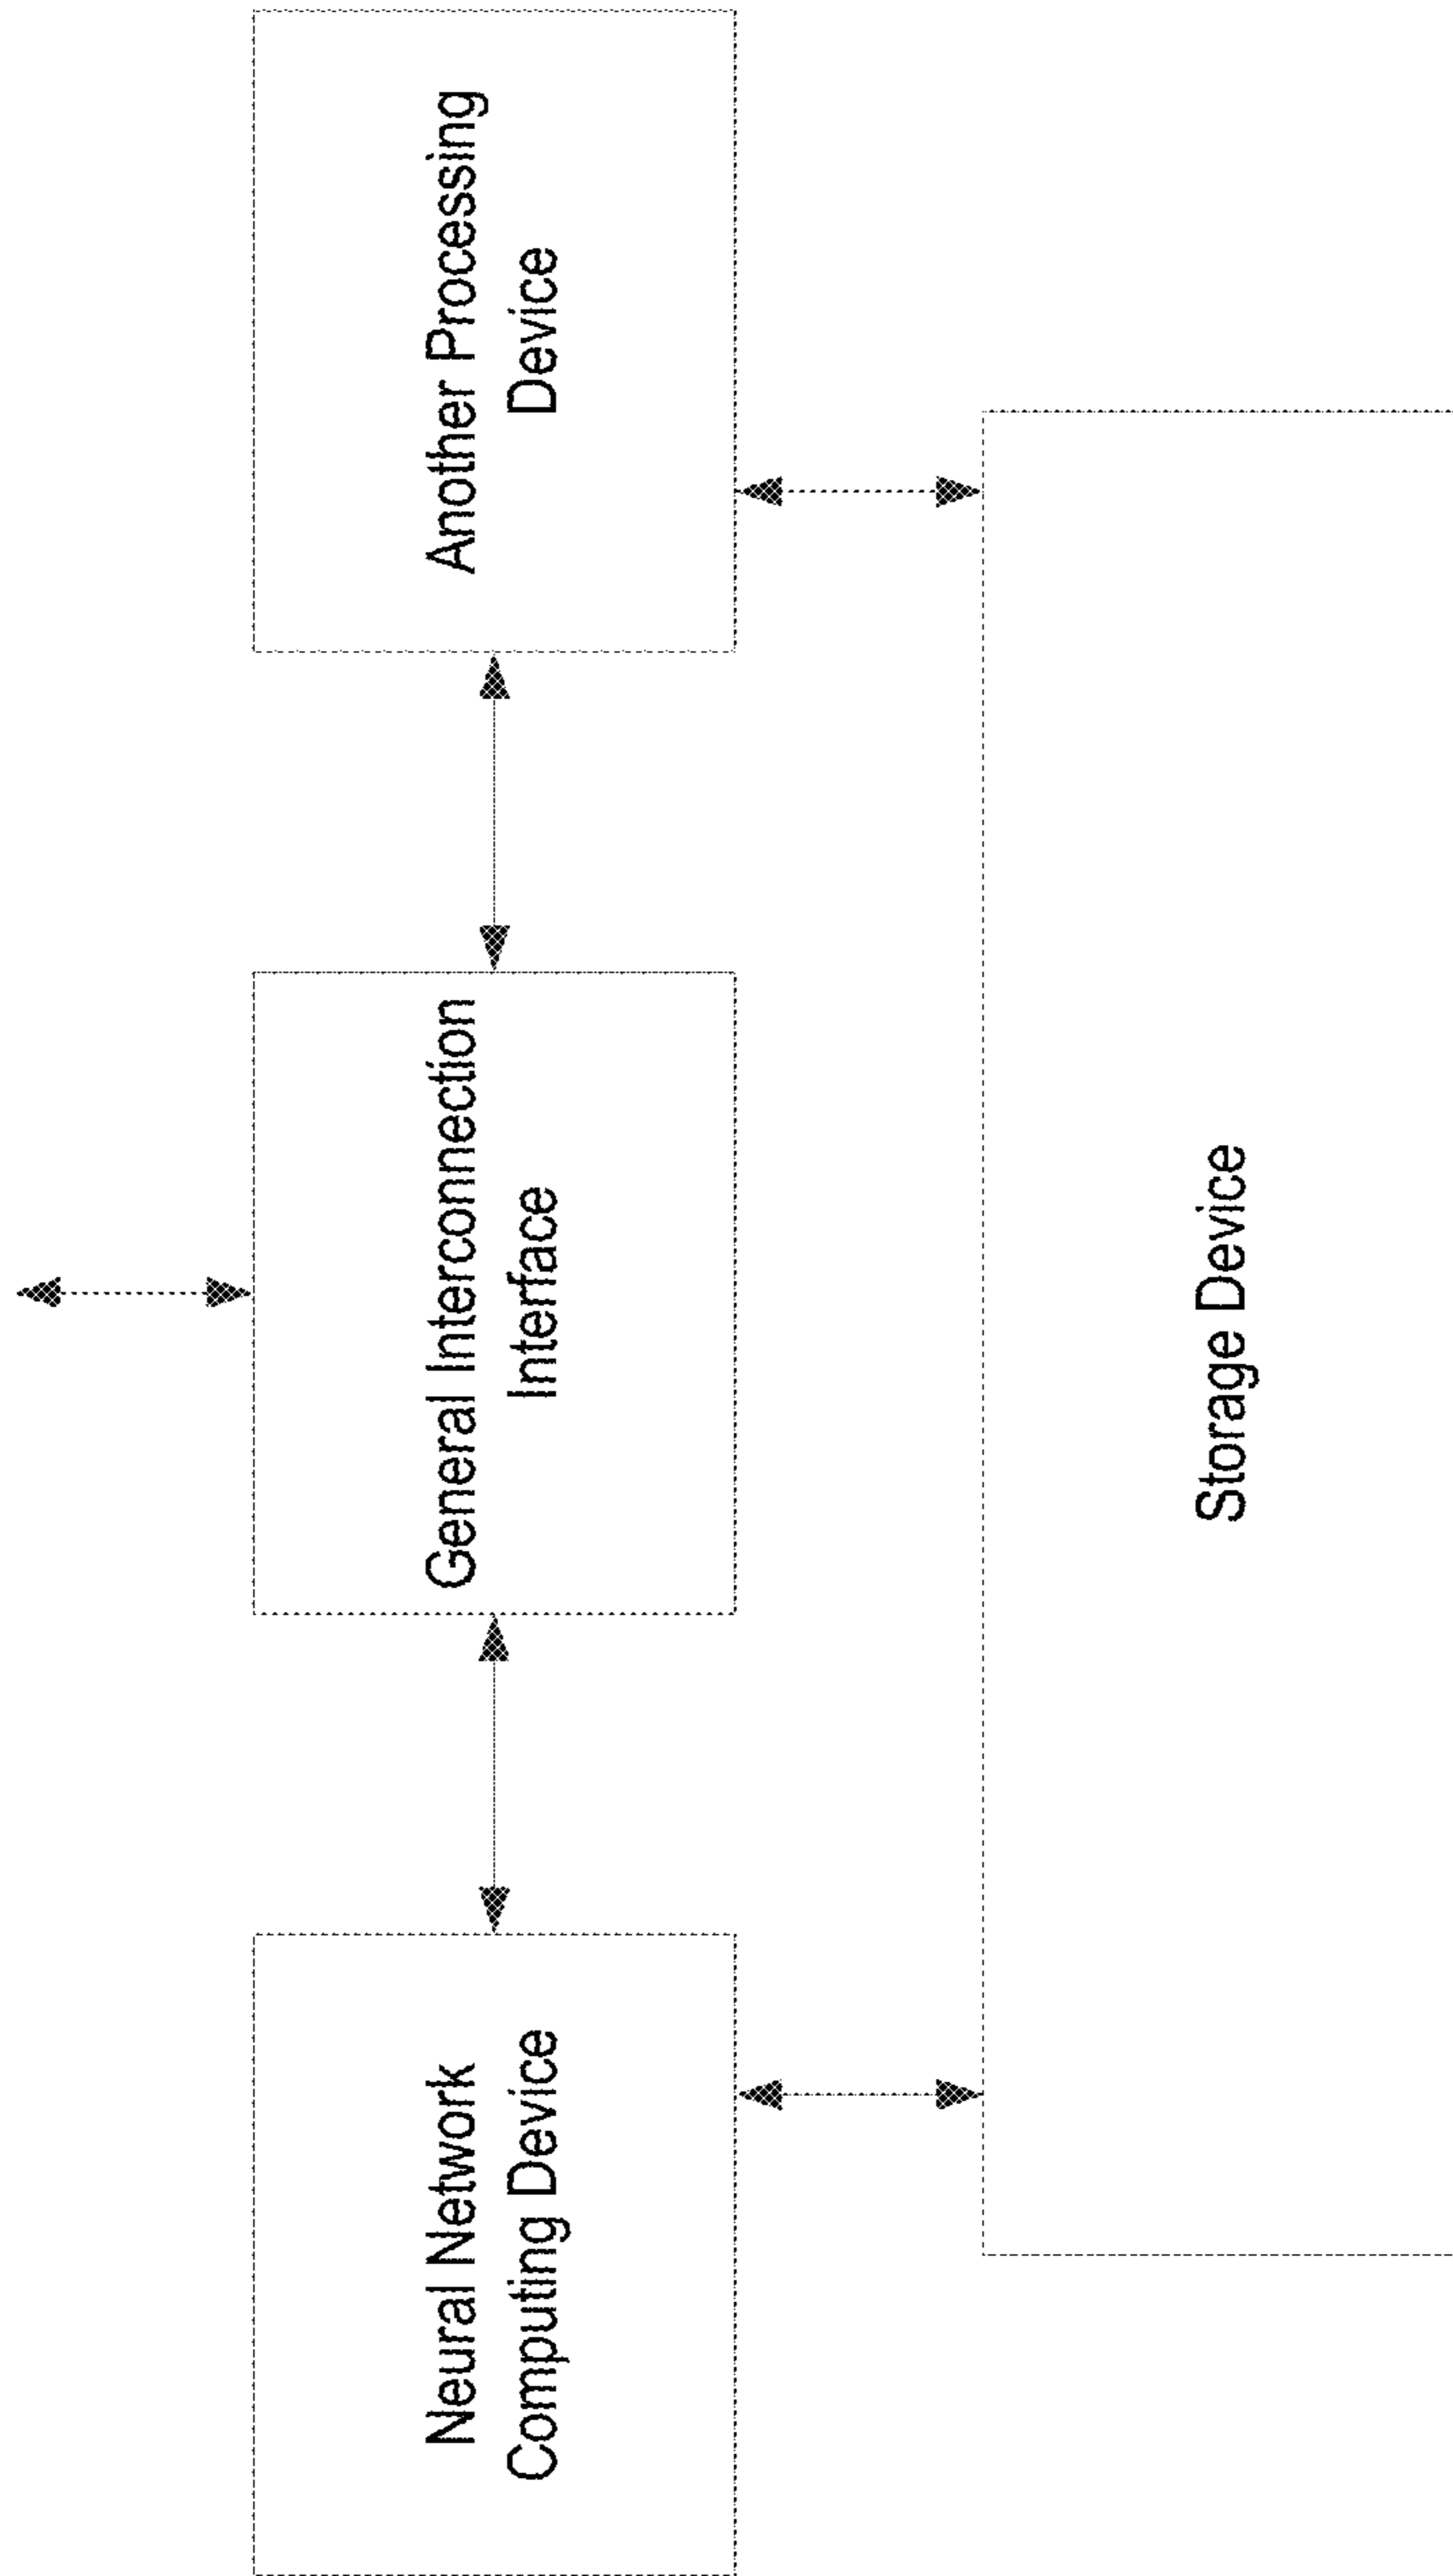 Neural Network
Computing Device
General Interconnection
Interface
Another Processing
Device
Storage Device